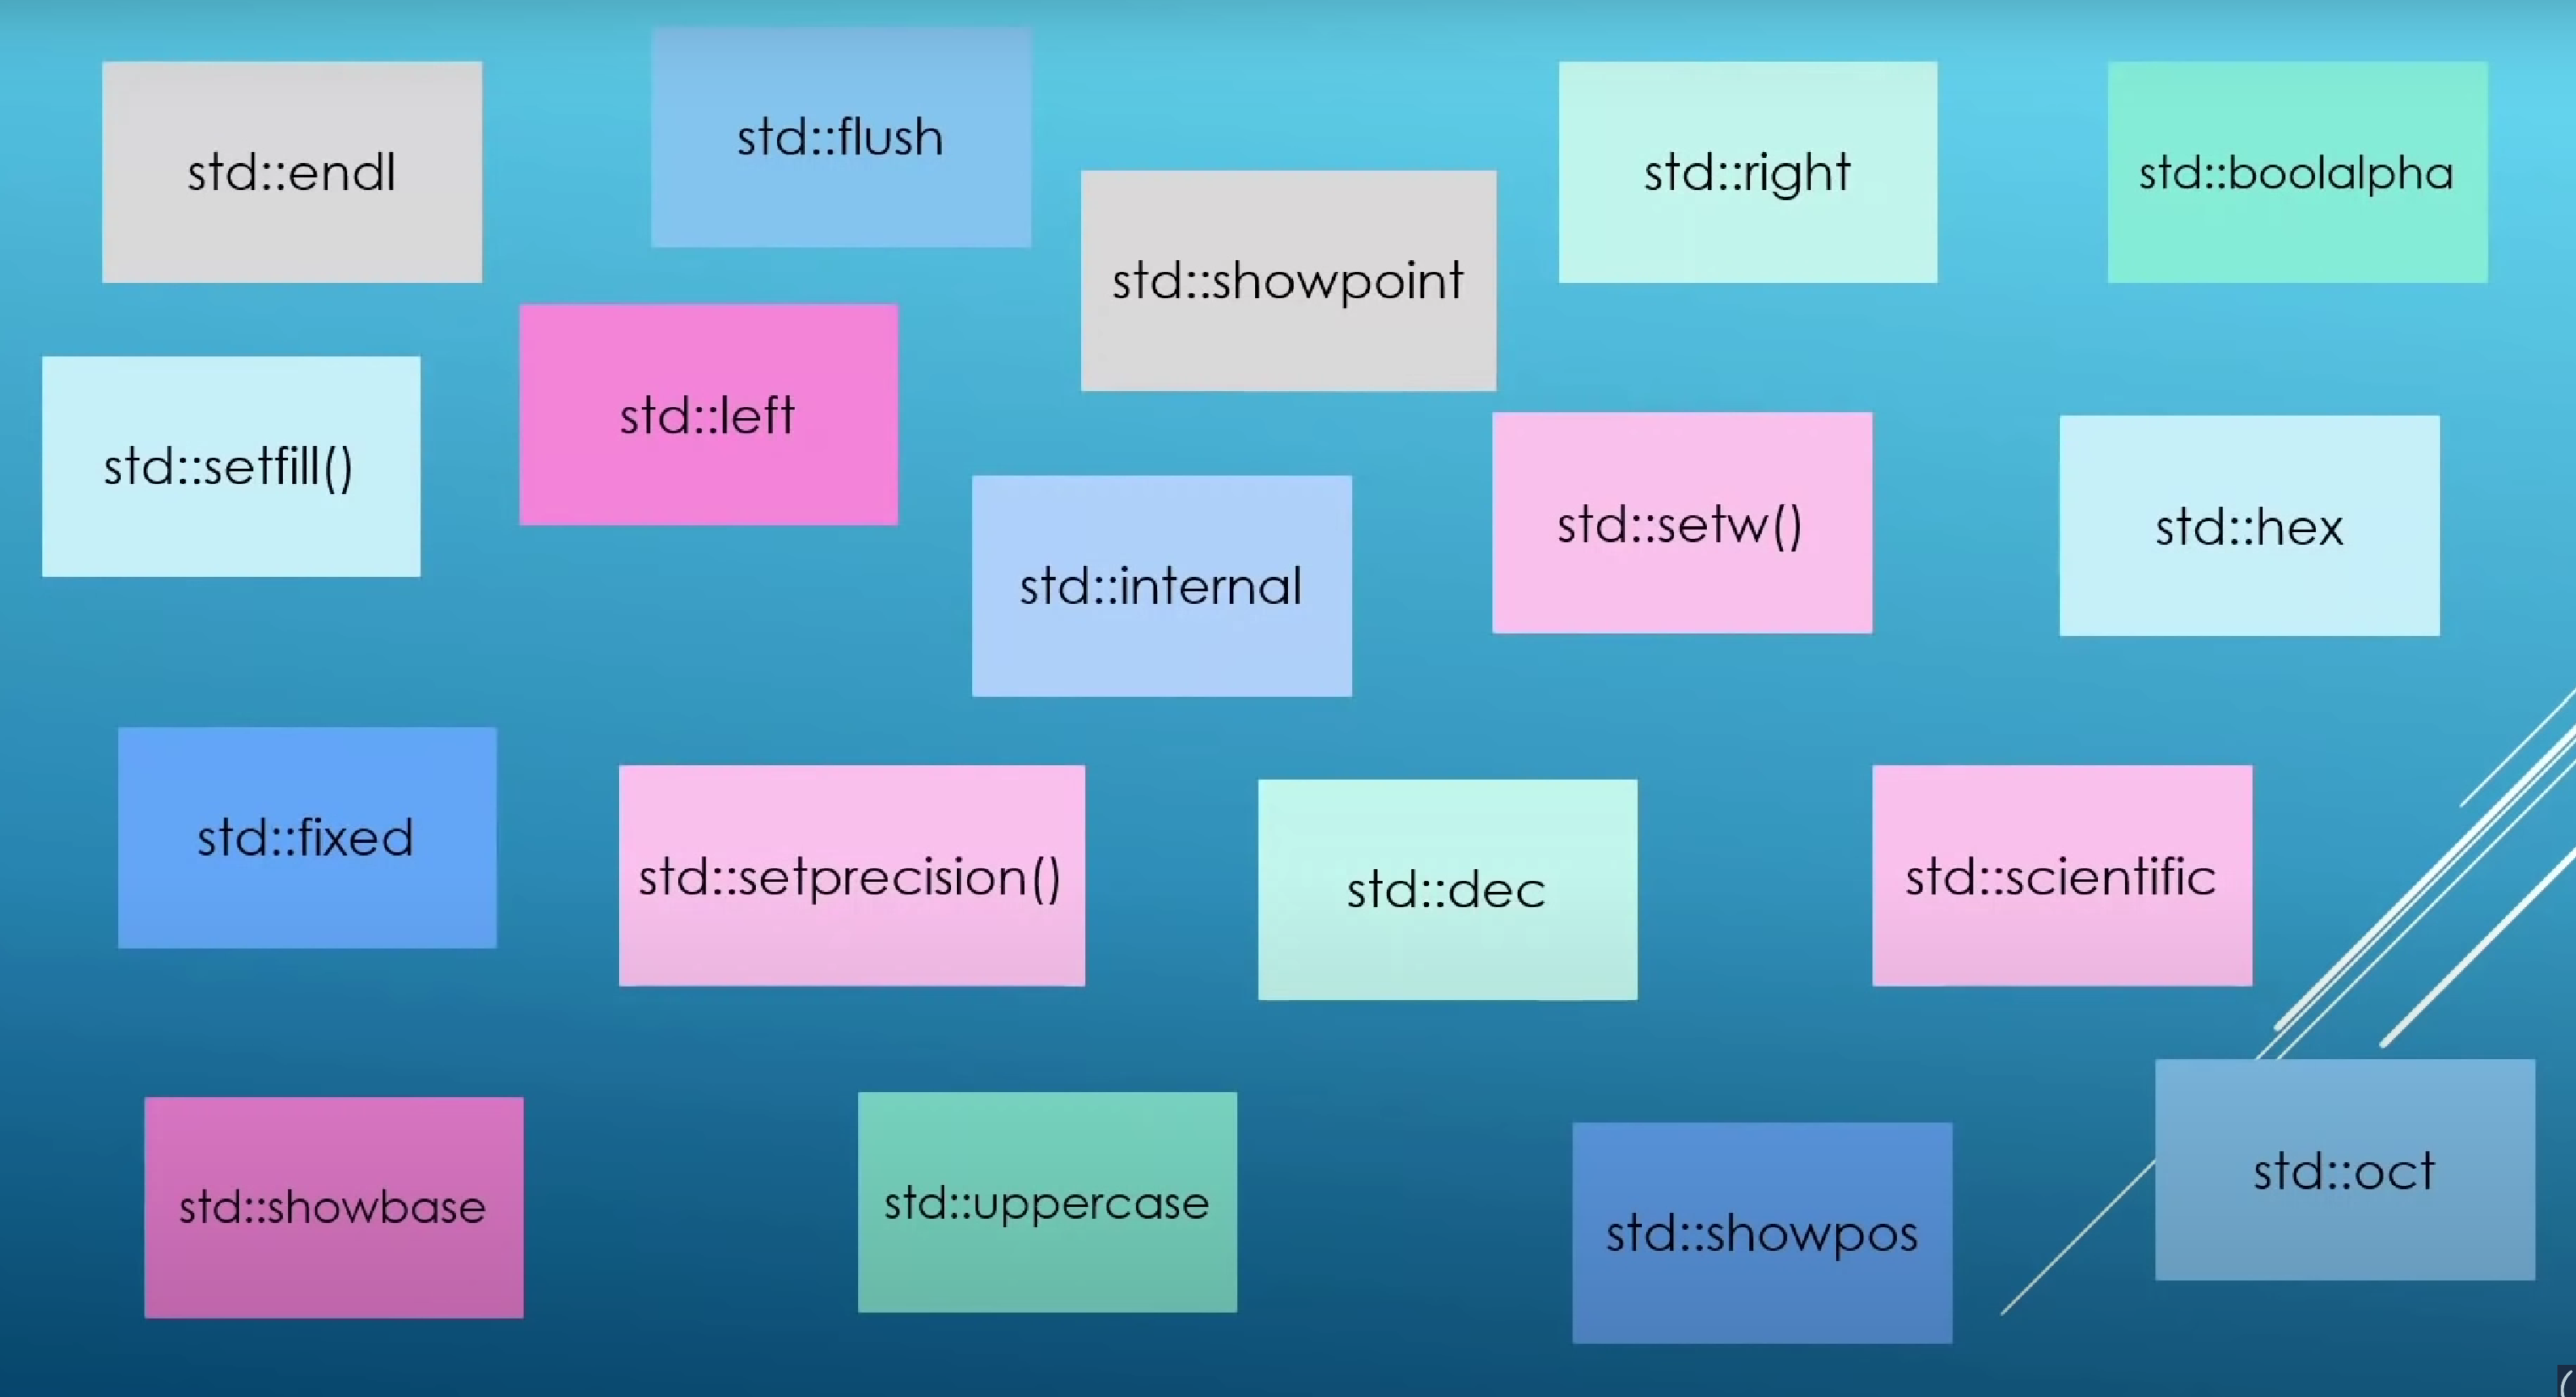 std::endl
std::flush
std::showpoint
std::right
std::boolalpha
std::setfill()
std::left
std::internal
std::setw()
std::hex
std::fixed
std::setprecision()
std::dec
std::scientific
std::showbase
std::uppercase
std::showpos
std::oct